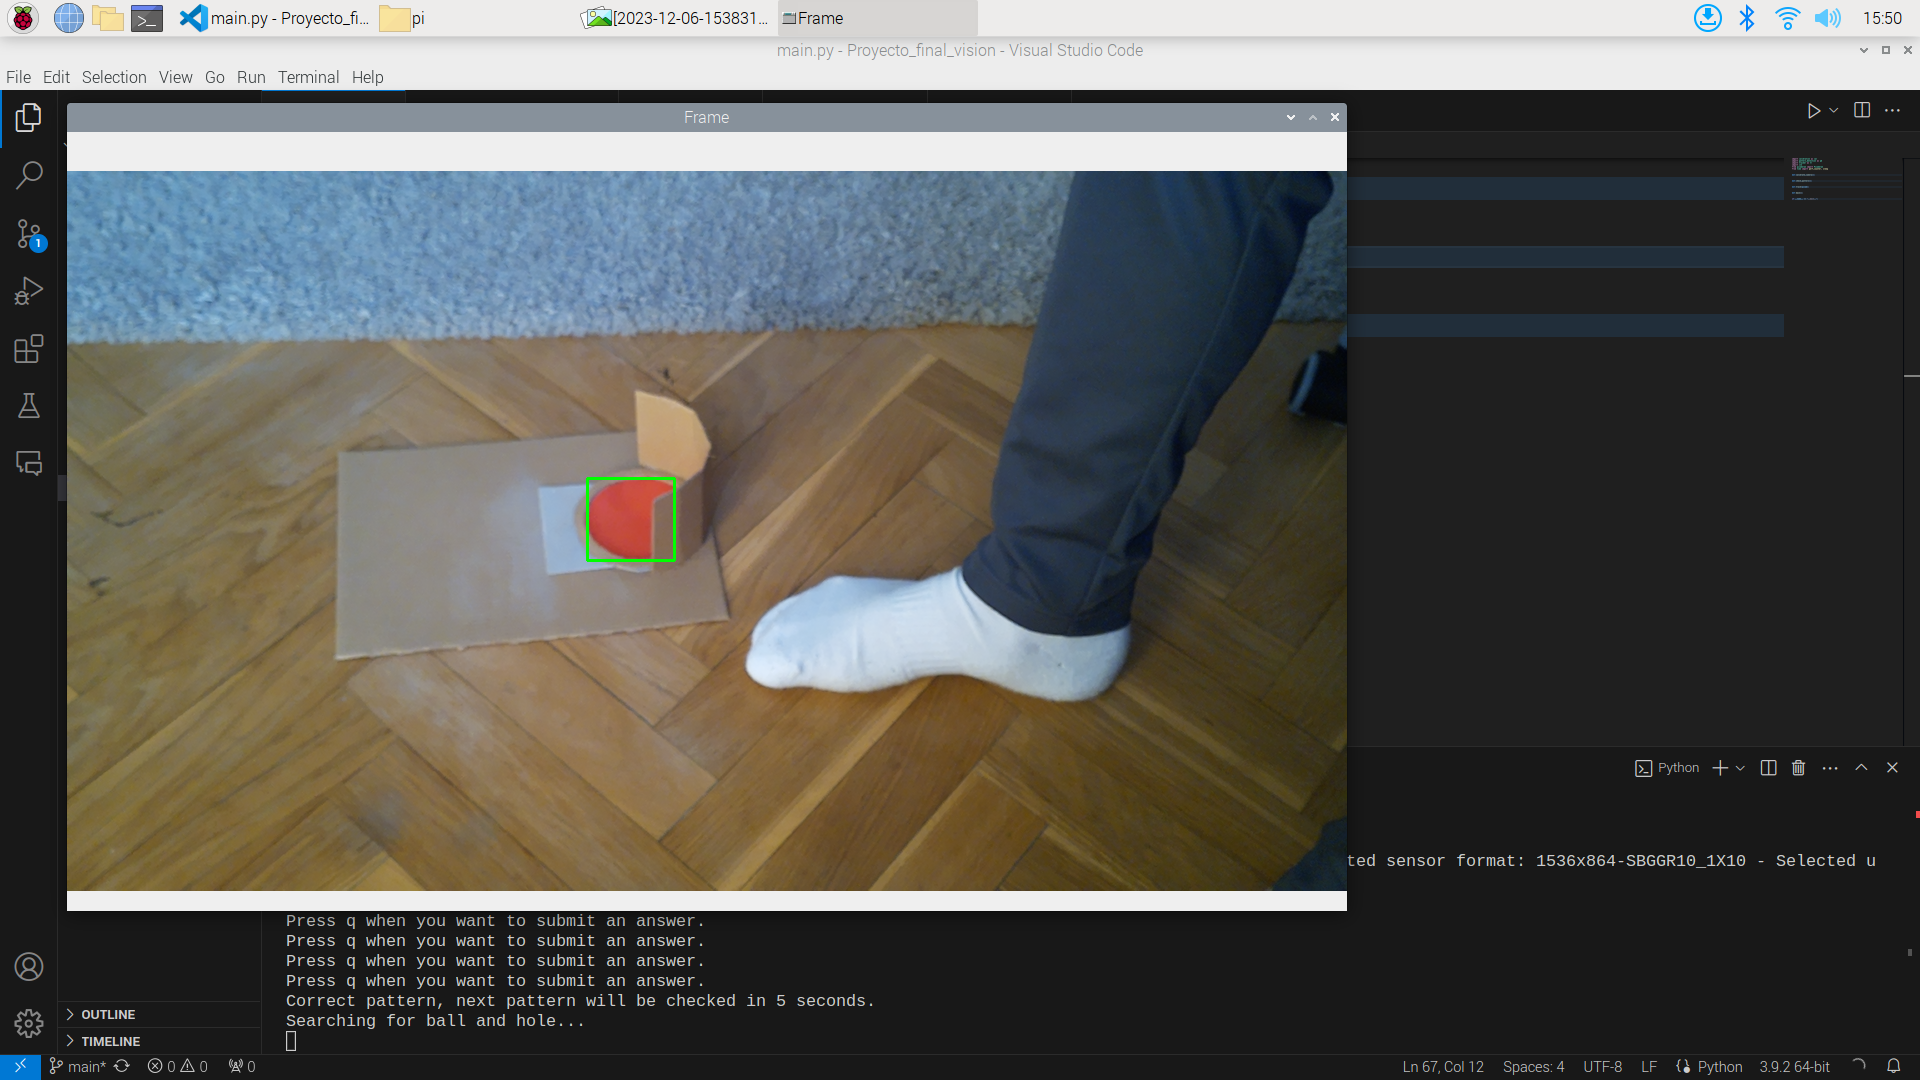 main.py - Proyecto_fi...
pi
[2023-12-06-153831...
Frame
15:50
main.py - Proyecto_final_vision - Visual Studio Code
File Edit Selection View Go Run Terminal Help
Frame
1
Python
ted sensor format: 1536x864-SBGGR10_1X10 - Selected u
Press q when you want to submit an answer.
Press q when you want to submit an answer.
Press q when you want to submit an answer.
Press q when you want to submit an answer.
Correct pattern, next pattern will be checked in 5 seconds.
Searching for ball and hole...
OUTLINE
TIMELINE
main* 0 0 0 Ln 67, Col 12 Spaces: 4 UTF-8 LF Python 3.9.2 64-bit